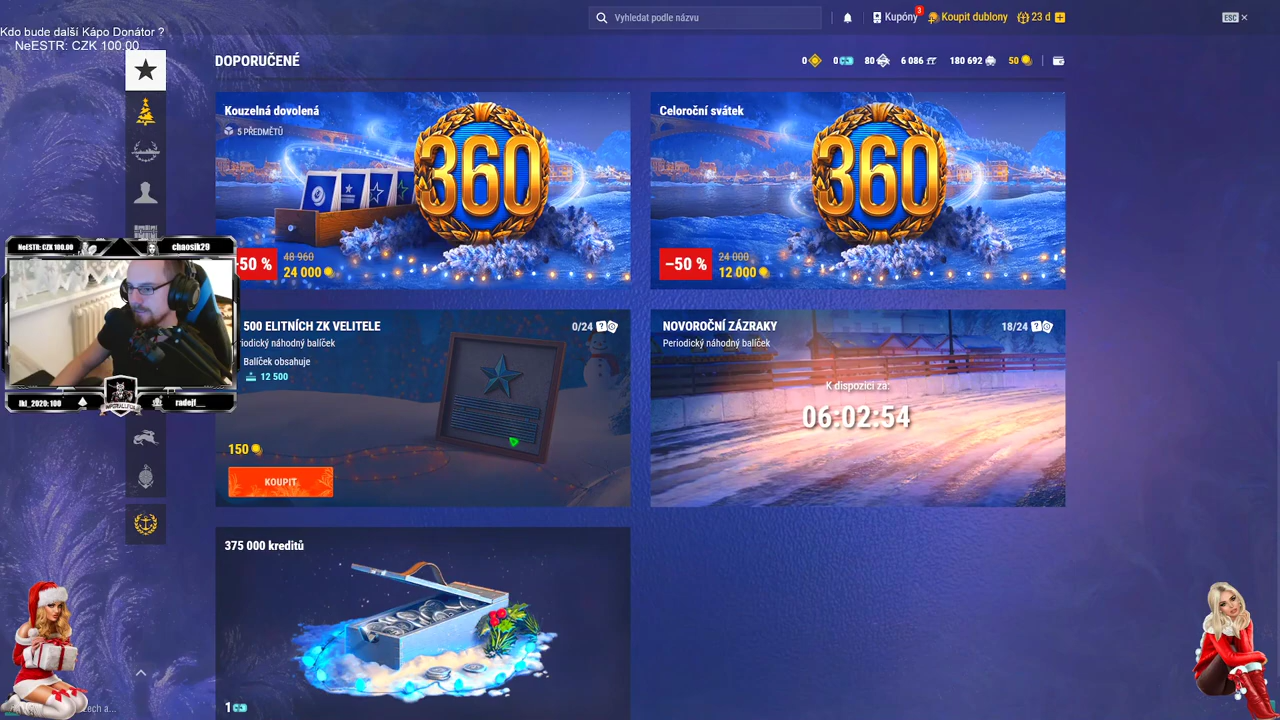 Kdo bude další Kápo Donátor ?
NeESTR: CZK 100.00
Vyhledat podle názvu
Kupóny
3
Koupit dublony
23 d
ESC
DOPORUČENÉ
0
0
80
6 086
180 692
50
Kouzelná dovolená
5 PŘEDMĚTŮ
360
-50 %
48 960
24 000
Celoroční svátek
360
–50 %
24 000
12 000
NeESTR: CZK 100.00
chaosik29
lki_2020: 100
radejf__
500 ELITNÍCH ZK VELITELE
0/24
iodický náhodný balíček
Balíček obsahuje
12 500
150
KOUPIT
NOVOROČNÍ ZÁZRAKY
18/24
Periodický náhodný balíček
K dispozici za:
06:02:54
375 000 kreditů
1